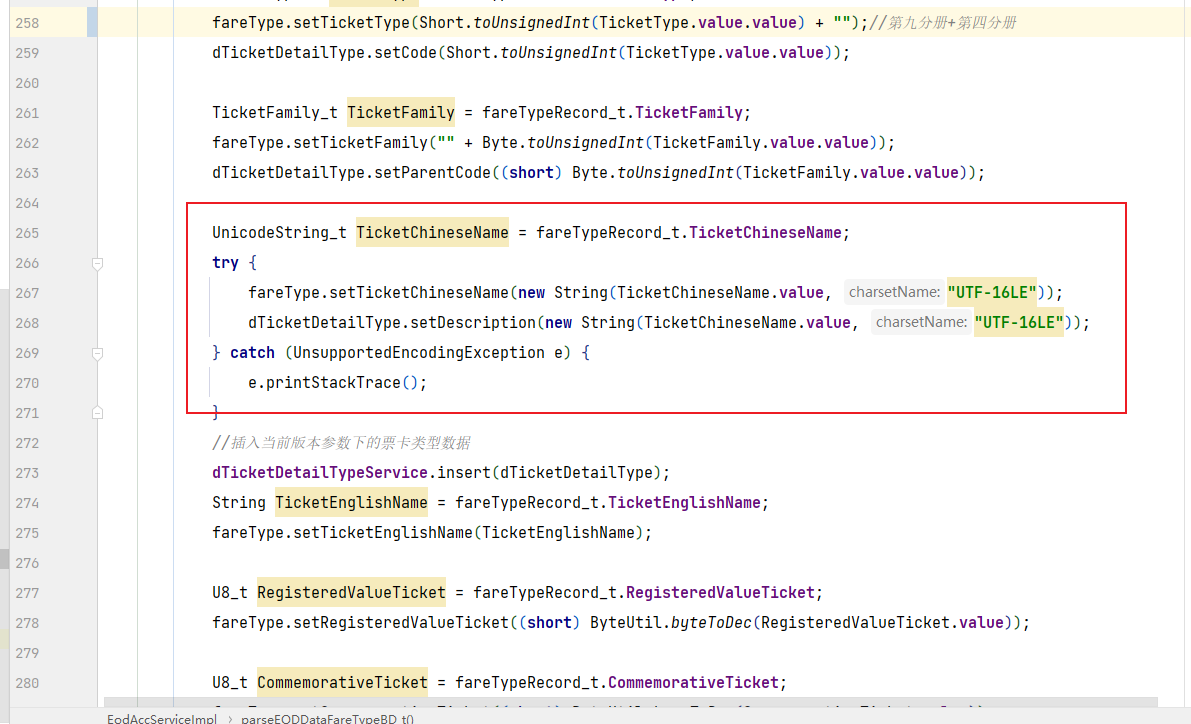 258 fareType.setTicketType(Short.toUnsignedInt(TicketType.value.value) + "");//第九分册+第四分册
259 dTicketDetailType.setCode(Short.toUnsignedInt(TicketType.value.value));
260
261 TicketFamily_t TicketFamily = fareTypeRecord_t.TicketFamily;
262 fareType.setTicketFamily("" + Byte.toUnsignedInt(TicketFamily.value.value));
263 dTicketDetailType.setParentCode((short) Byte.toUnsignedInt(TicketFamily.value.value));
264
265 UnicodeString_t TicketChineseName = fareTypeRecord_t.TicketChineseName;
266 try {
267 fareType.setTicketChineseName(new String(TicketChineseName.value, charsetName: "UTF-16LE"));
268 dTicketDetailType.setDescription(new String(TicketChineseName.value, charsetName: "UTF-16LE"));
269 } catch (UnsupportedEncodingException e) {
270 e.printStackTrace();
271 }
272 //插入当前版本参数下的票卡类型数据
273 dTicketDetailTypeService.insert(dTicketDetailType);
274 String TicketEnglishName = fareTypeRecord_t.TicketEnglishName;
275 fareType.setTicketEnglishName(TicketEnglishName);
276
277 U8_t RegisteredValueTicket = fareTypeRecord_t.RegisteredValueTicket;
278 fareType.setRegisteredValueTicket((short) ByteUtil.byteToDec(RegisteredValueTicket.value));
279
280 U8_t CommemorativeTicket = fareTypeRecord_t.CommemorativeTicket;
EodAccServiceImpl › parseEODDataFareTypeBD_t()